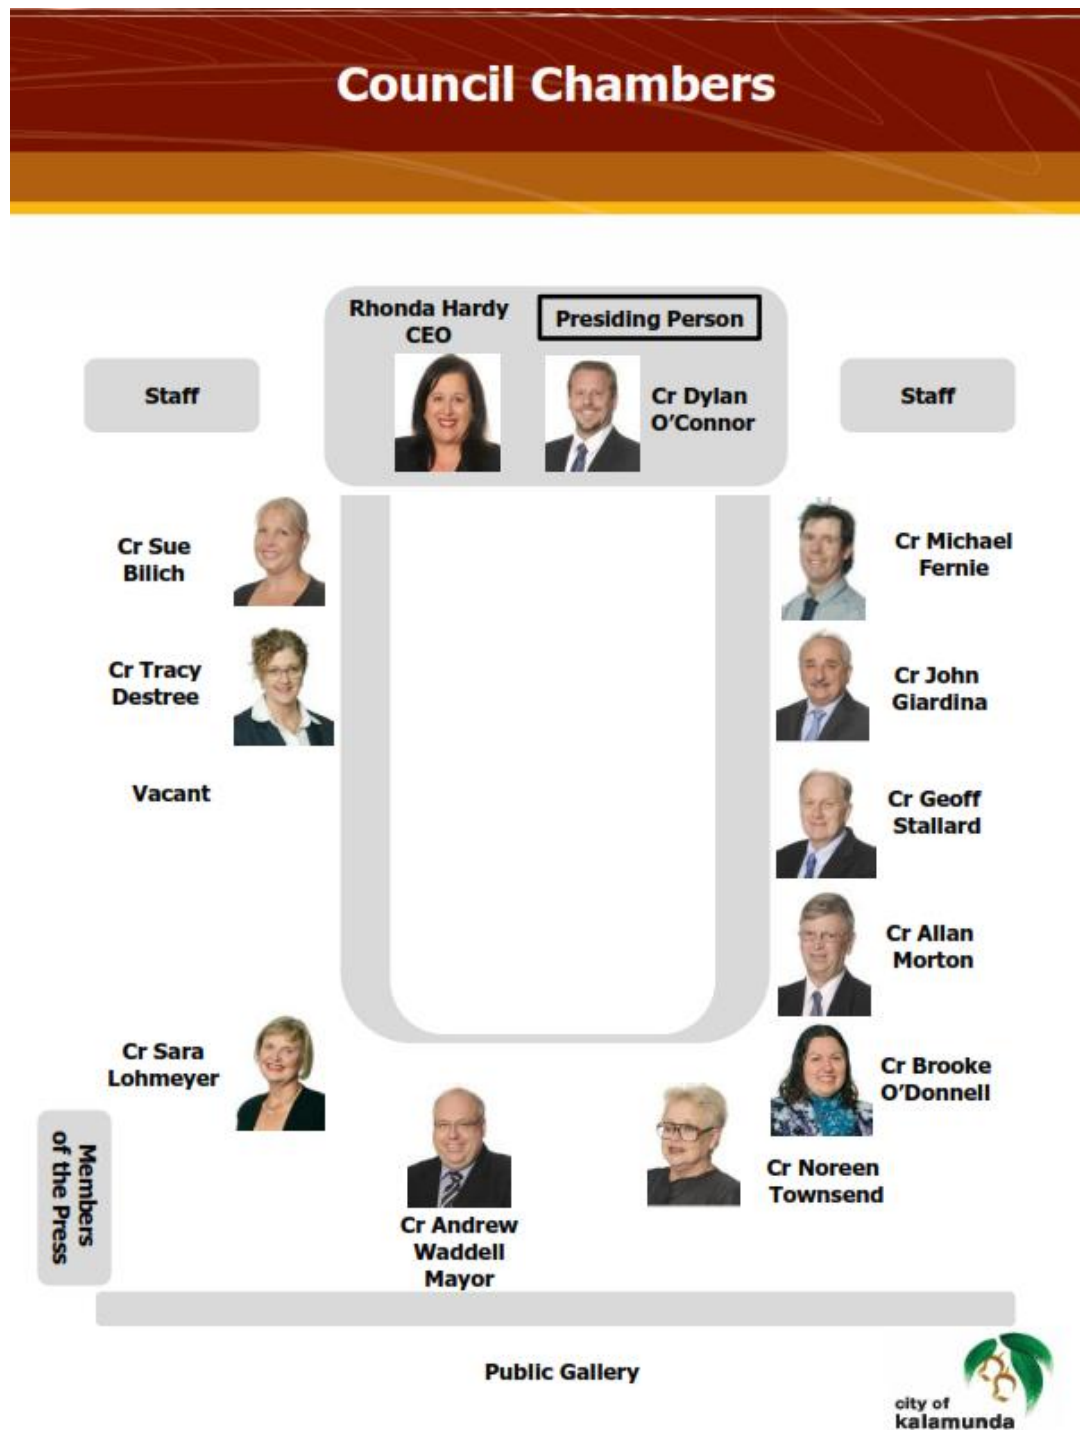 Council Chambers
Rhonda Hardy
CEO
Presiding Person
Staff
Cr Dylan
O'Connor
Staff
Cr Sue
Bilich
Cr Michael
Fernie
Cr Tracy
Destree
Cr John
Giardina
Vacant
Cr Geoff
Stallard
Cr Allan
Morton
Cr Sara
Lohmeyer
Cr Brooke
O'Donnell
Members
of the Press
Cr Noreen
Townsend
Cr Andrew
Waddell
Mayor
Public Gallery
city of
kalamunda